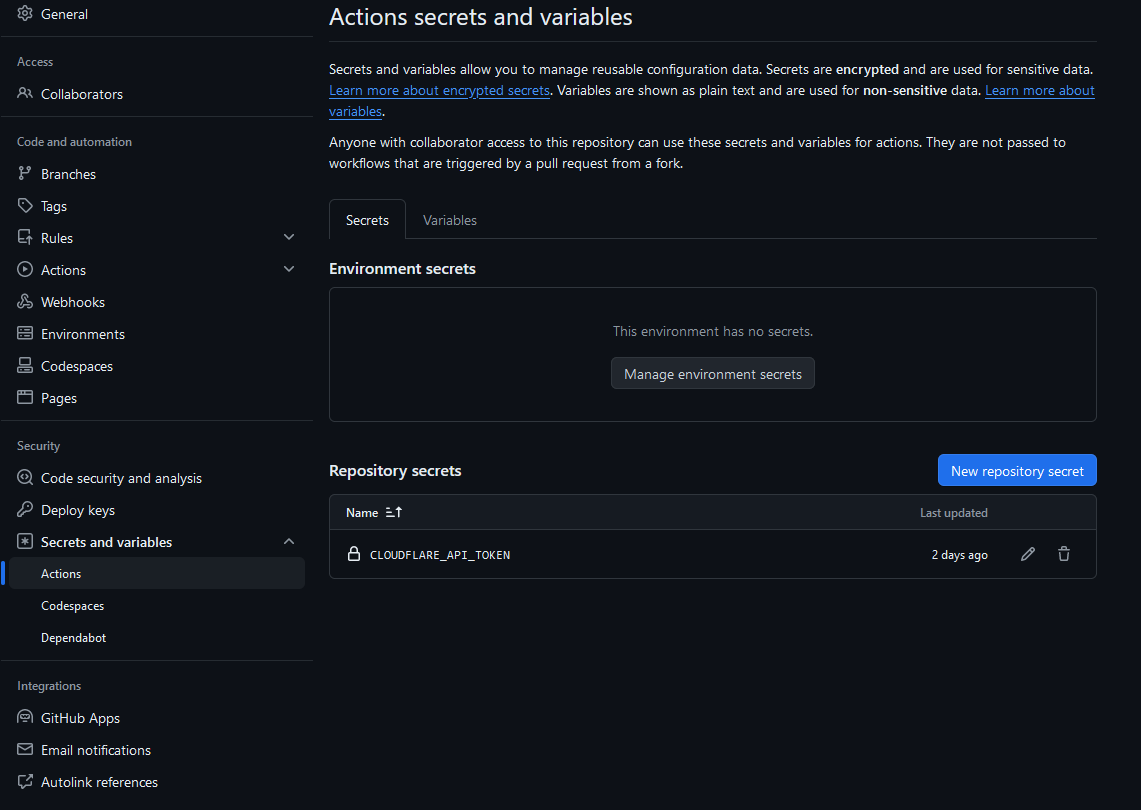 General
Access
Collaborators
Code and automation
Branches
Tags
Rules
Actions
Webhooks
Environments
Codespaces
Pages
Security
Code security and analysis
Deploy keys
Secrets and variables
Actions
Codespaces
Dependabot
Integrations
GitHub Apps
Email notifications
Autolink references
Actions secrets and variables
Secrets and variables allow you to manage reusable configuration data. Secrets are encrypted and are used for sensitive data.
Learn more about encrypted secrets. Variables are shown as plain text and are used for non-sensitive data. Learn more about
variables.
Anyone with collaborator access to this repository can use these secrets and variables for actions. They are not passed to
workflows that are triggered by a pull request from a fork.
Secrets Variables
Environment secrets
This environment has no secrets.
Manage environment secrets
Repository secrets New repository secret
Name Last updated
CLOUDFLARE_API_TOKEN 2 days ago